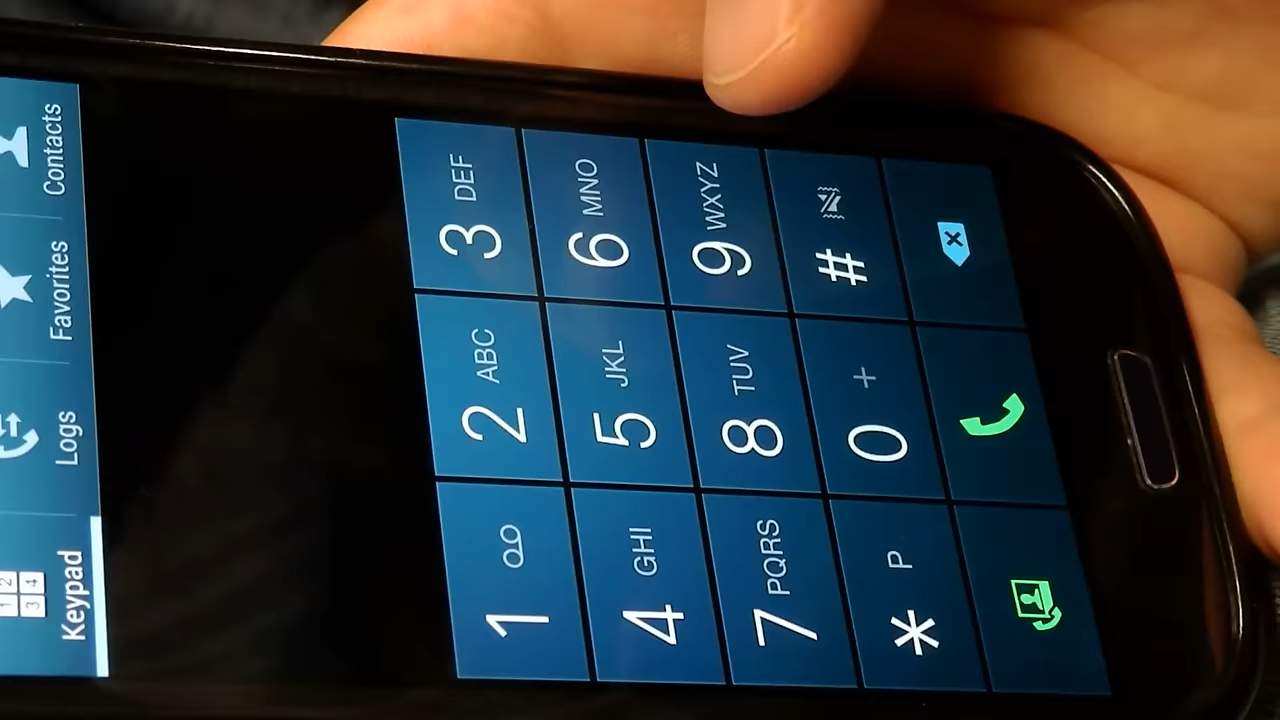 Keypad Logs Favorites Contacts
1 2 ABC 3 DEF
4 GHI 5 JKL 6 MNO
7 PQRS 8 TUV 9 WXYZ
* P 0 + #